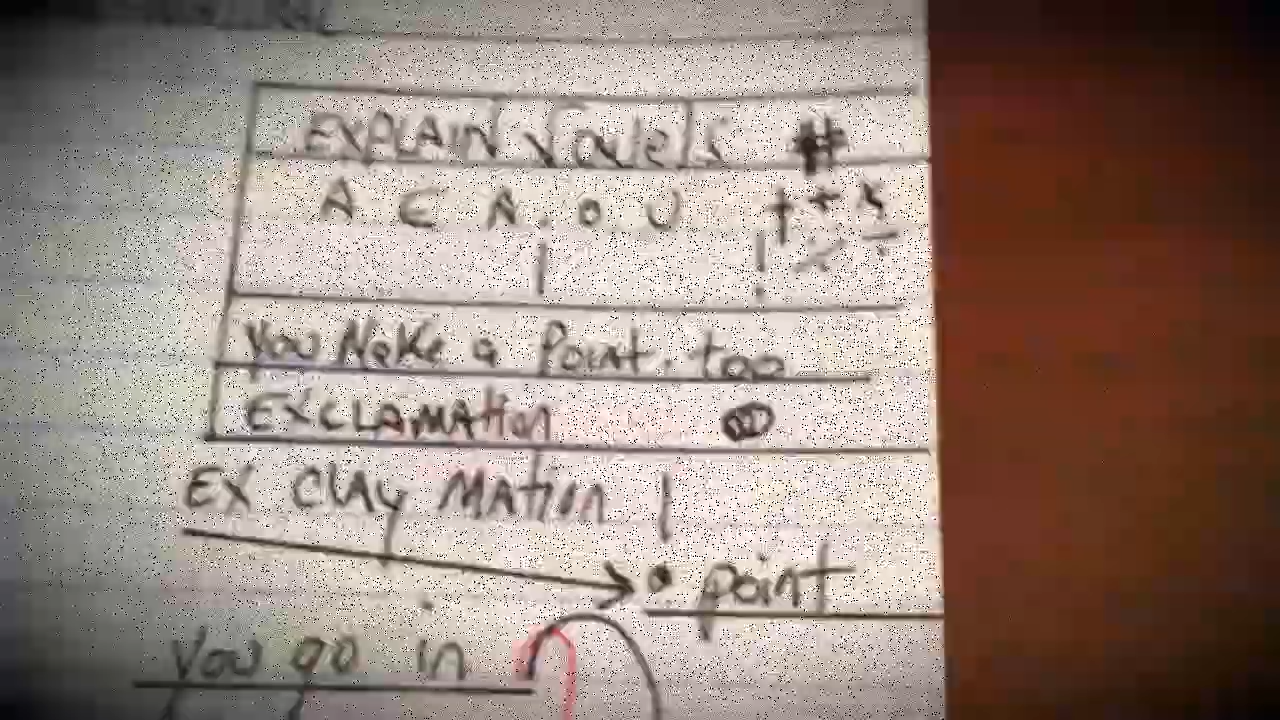 EXPLAIN Vowels #
A E A . O U
!
You Make a Point too
EXCLAMAtion
EX Clay MAtion !
point
You go in